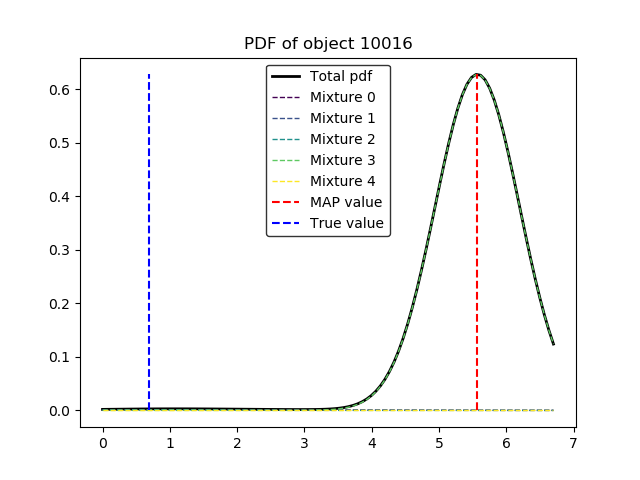 PDF of object 10016
Total pdf
Mixture 0
Mixture 1
Mixture 2
Mixture 3
Mixture 4
MAP value
True value
0.6
0.5
0.4
0.3
0.2
0.1
0.0
0 1 2 3 4 5 6 7